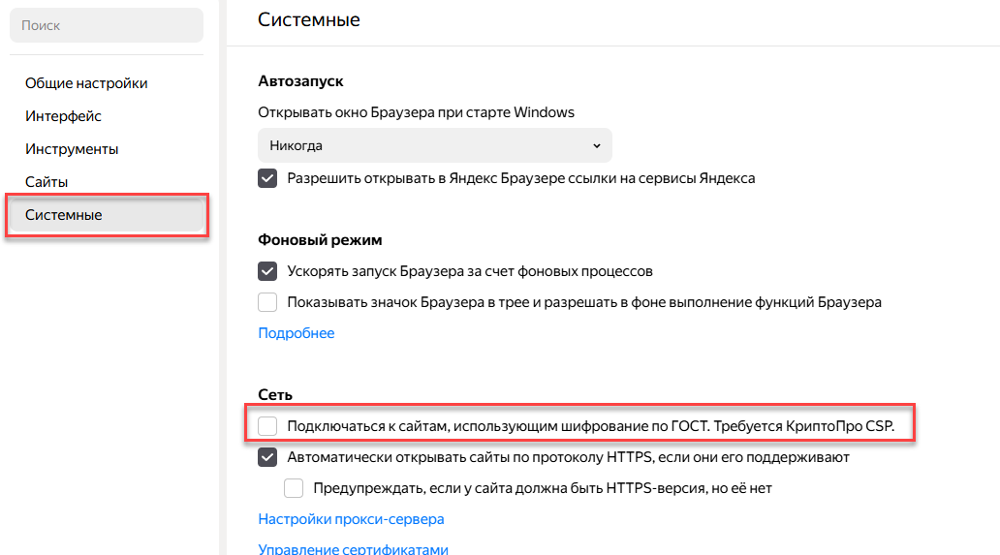 Поиск
Общие настройки
Интерфейс
Инструменты
Сайты
Системные
Системные
Автозапуск
Открывать окно Браузера при старте Windows
Никогда
Разрешить открывать в Яндекс Браузере ссылки на сервисы Яндекса
Фоновый режим
Ускорять запуск Браузера за счет фоновых процессов
Показывать значок Браузера в трее и разрешать в фоне выполнение функций Браузера
Подробнее
Сеть
Подключаться к сайтам, использующим шифрование по ГОСТ. Требуется КриптоПро CSP.
Автоматически открывать сайты по протоколу HTTPS, если они его поддерживают
Предупреждать, если у сайта должна быть HTTPS-версия, но её нет
Настройки прокси-сервера
Управление сертификатами